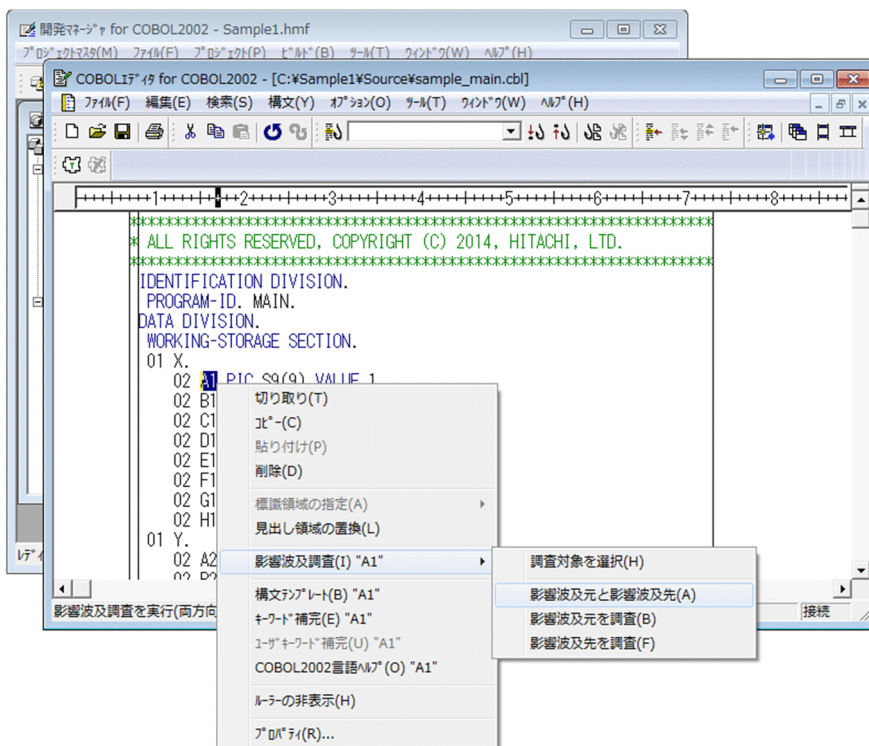 開発ﾏﾈｰｼﾞｬ for COBOL2002 - Sample1.hmf
ﾌﾟﾛｼﾞｪｸﾄﾏｽﾀ(M) ﾌｧｲﾙ(F) ﾌﾟﾛｼﾞｪｸﾄ(P) ﾋﾞﾙﾄﾞ(B) ﾂｰﾙ(T) ｳｨﾝﾄﾞｳ(W) ﾍﾙﾌﾟ(H)
COBOLｴﾃﾞｨﾀ for COBOL2002 - [C:¥Sample1¥Source¥sample_main.cbl]
ﾌｧｲﾙ(F) 編集(E) 検索(S) 構文(Y) ｵﾌﾟｼｮﾝ(O) ﾂｰﾙ(T) ｳｨﾝﾄﾞｳ(W) ﾍﾙﾌﾟ(H)
++++|++++1++++|++++2++++|++++3++++|++++4++++|++++5++++|++++6++++|++++7++++|++++8++++|+++
* ALL RIGHTS RESERVED, COPYRIGHT (C) 2014, HITACHI, LTD.
IDENTIFICATION DIVISION.
PROGRAM-ID. MAIN.
DATA DIVISION.
WORKING-STORAGE SECTION.
01 X.
02 A1 PIC S9(9) VALUE 1
02 B1
02 C1
02 D1
02 E1
02 F1
02 G1
02 H1
01 Y.
02 A2
02 B2
切り取り(T)
ｺﾋﾟｰ(C)
貼り付け(P)
削除(D)
標識領域の指定(A)
見出し領域の置換(L)
影響波及調査(I) "A1"
構文ﾃﾝﾌﾟﾚｰﾄ(B) "A1"
ｷｰﾜｰﾄﾞ補完(E) "A1"
ﾕｰｻﾞｷｰﾜｰﾄﾞ補完(U) "A1"
COBOL2002言語ﾍﾙﾌﾟ(O) "A1"
ﾙｰﾗｰの非表示(H)
ﾌﾟﾛﾊﾟﾃｨ(R)...
調査対象を選択(H)
影響波及元と影響波及先(A)
影響波及元を調査(B)
影響波及先を調査(F)
ﾚﾃﾞｨ
影響波及調査を実行(両方向
接続